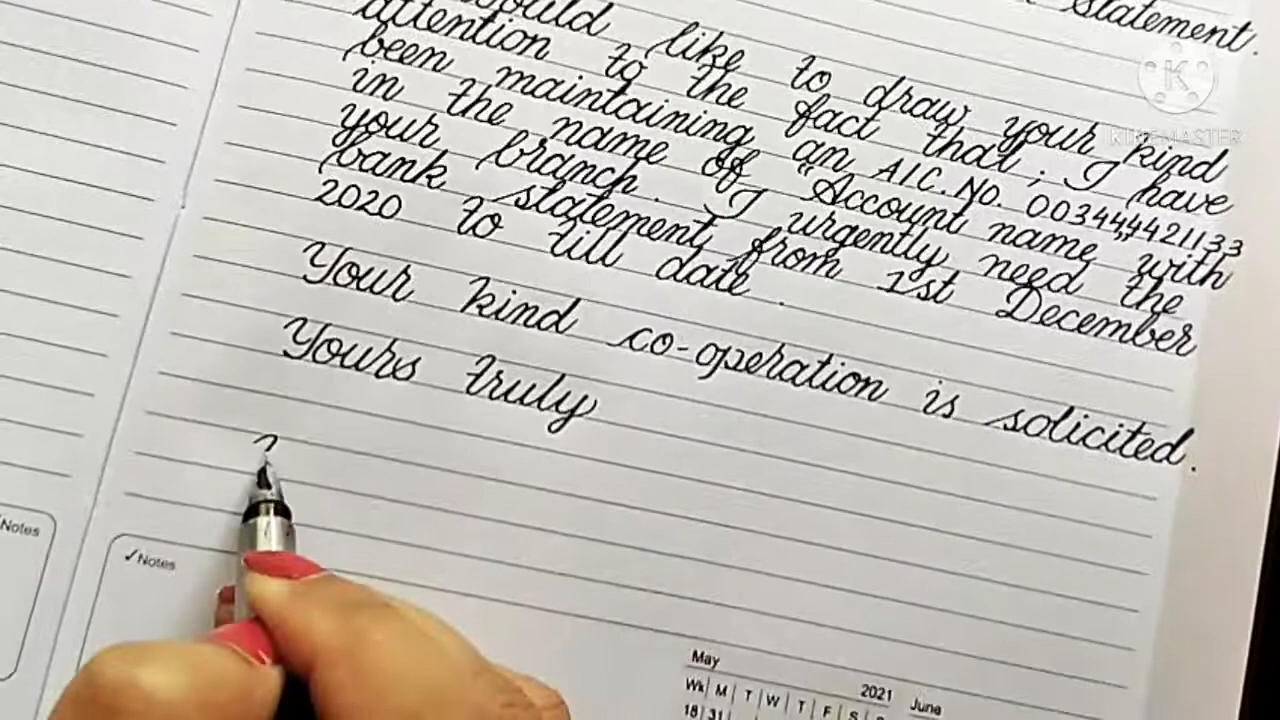 Statement.
would like to draw your kind
attention to the fact that; I have
been maintaining an A/C. No. 003444421133
in the name of "Account name" with
your branch. I urgently need the
bank statement from 1st December
2020 to till date.
Your kind co-operation is solicited.
Yours truly
KINEMASTER
✓Notes
Notes
May 2021 June
Wk M T W T F S S
18 31